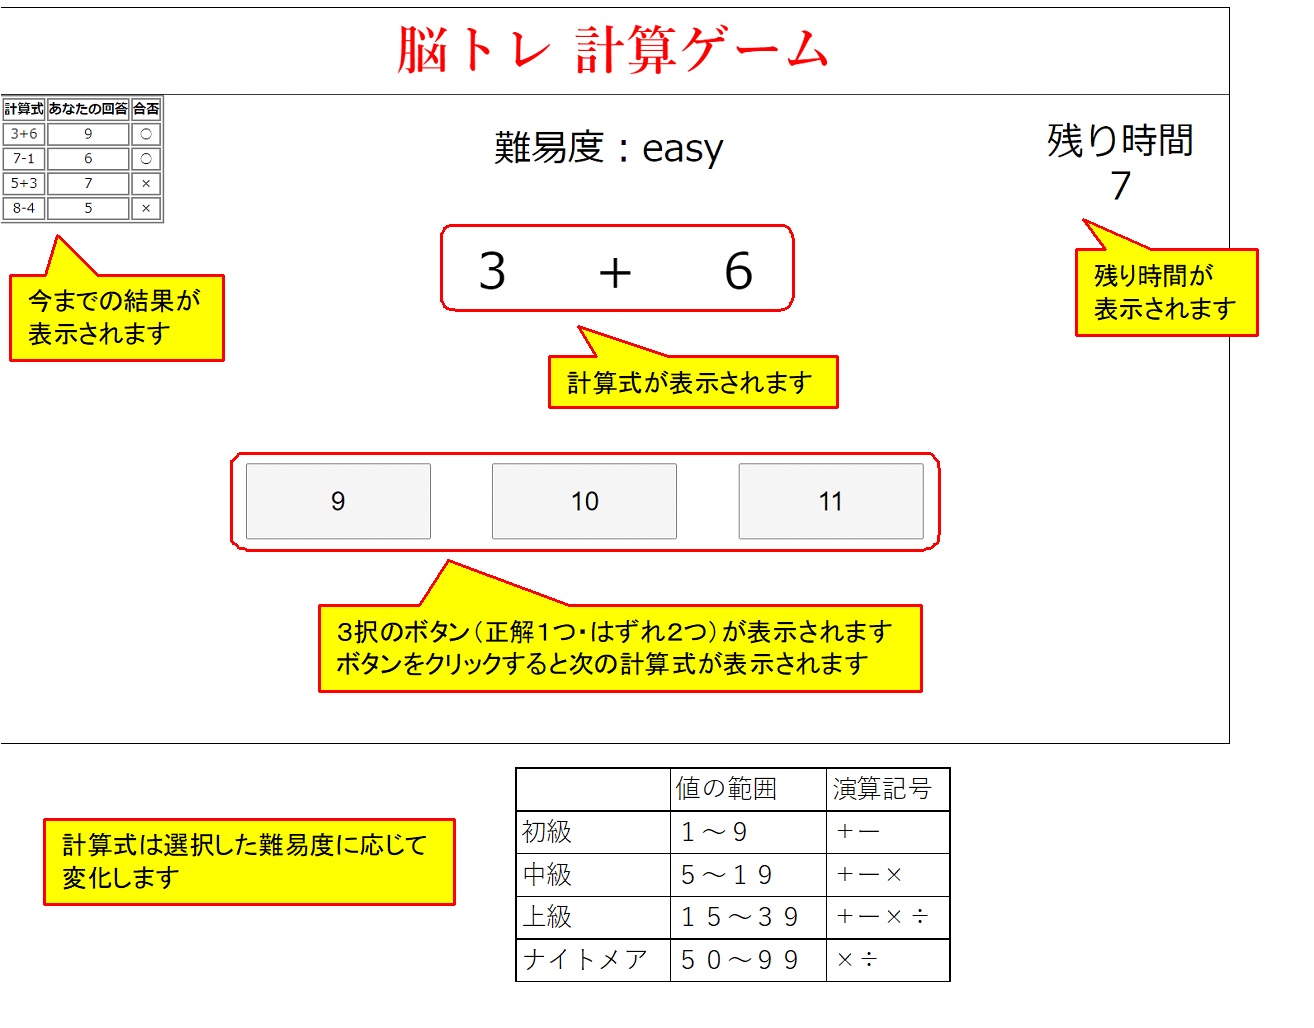 脳トレ 計算ゲーム
計算式 あなたの回答 合否
3+6 9 ○
7-1 6 ○
5+3 7 ×
8-4 5 ×
難易度：easy
残り時間
7
3 + 6
今までの結果が
表示されます
残り時間が
表示されます
計算式が表示されます
9 10 11
３択のボタン（正解１つ・はずれ２つ）が表示されます
ボタンをクリックすると次の計算式が表示されます
計算式は選択した難易度に応じて
変化します
値の範囲 演算記号
初級 １～９ ＋－
中級 ５～１９ ＋－×
上級 １５～３９ ＋－×÷
ナイトメア ５０～９９ ×÷